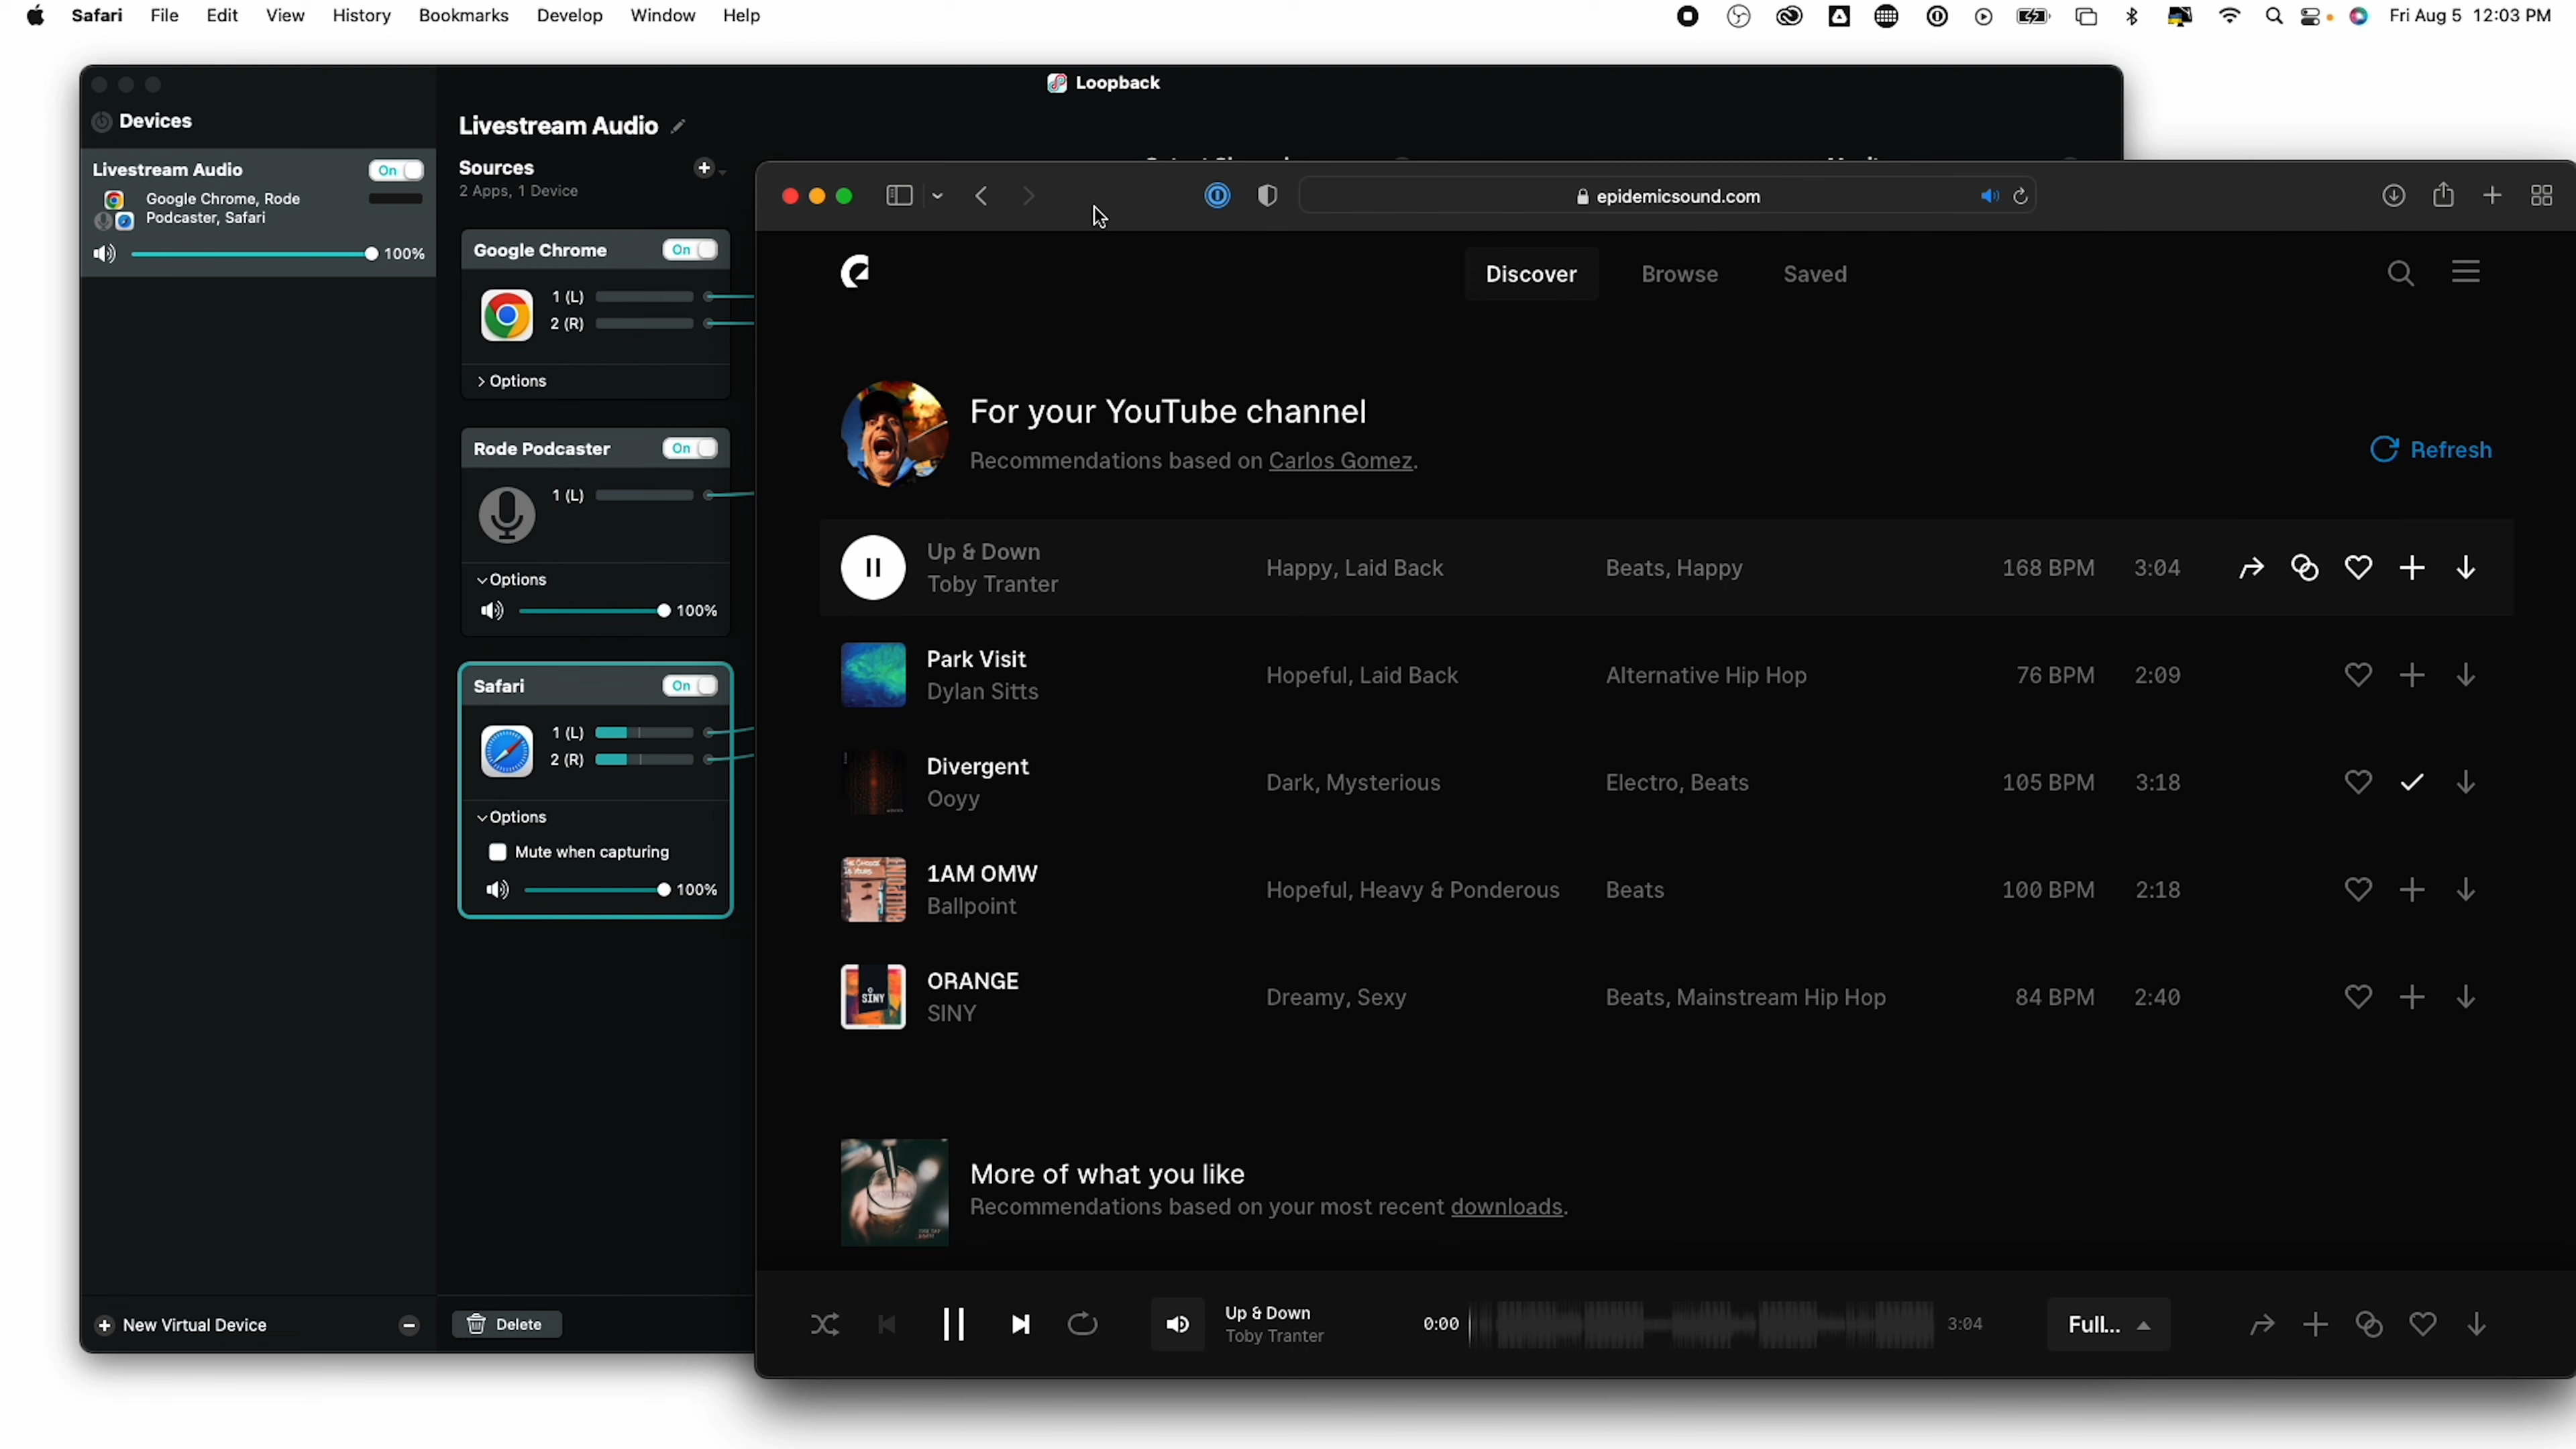 Safari File Edit View History Bookmarks Develop Window Help Fri Aug 5 12:03 PM
Loopback
Devices
Livestream Audio On
Google Chrome, Rode
Podcaster, Safari
100%
New Virtual Device
Livestream Audio
Sources
2 Apps, 1 Device
Google Chrome On
1 (L)
2 (R)
Options
Rode Podcaster On
1 (L)
Options
100%
Safari On
1 (L)
2 (R)
Options
Mute when capturing
100%
Delete
epidemicsound.com
Discover Browse Saved
For your YouTube channel
Recommendations based on Carlos Gomez.
Refresh
Up & Down
Toby Tranter
Happy, Laid Back Beats, Happy 168 BPM 3:04
Park Visit
Dylan Sitts
Hopeful, Laid Back Alternative Hip Hop 76 BPM 2:09
Divergent
Ooyy
Dark, Mysterious Electro, Beats 105 BPM 3:18
1AM OMW
Ballpoint
Hopeful, Heavy & Ponderous Beats 100 BPM 2:18
SINY
ORANGE
SINY
Dreamy, Sexy Beats, Mainstream Hip Hop 84 BPM 2:40
More of what you like
Recommendations based on your most recent downloads.
Up & Down
Toby Tranter
0:00 3:04
Full...